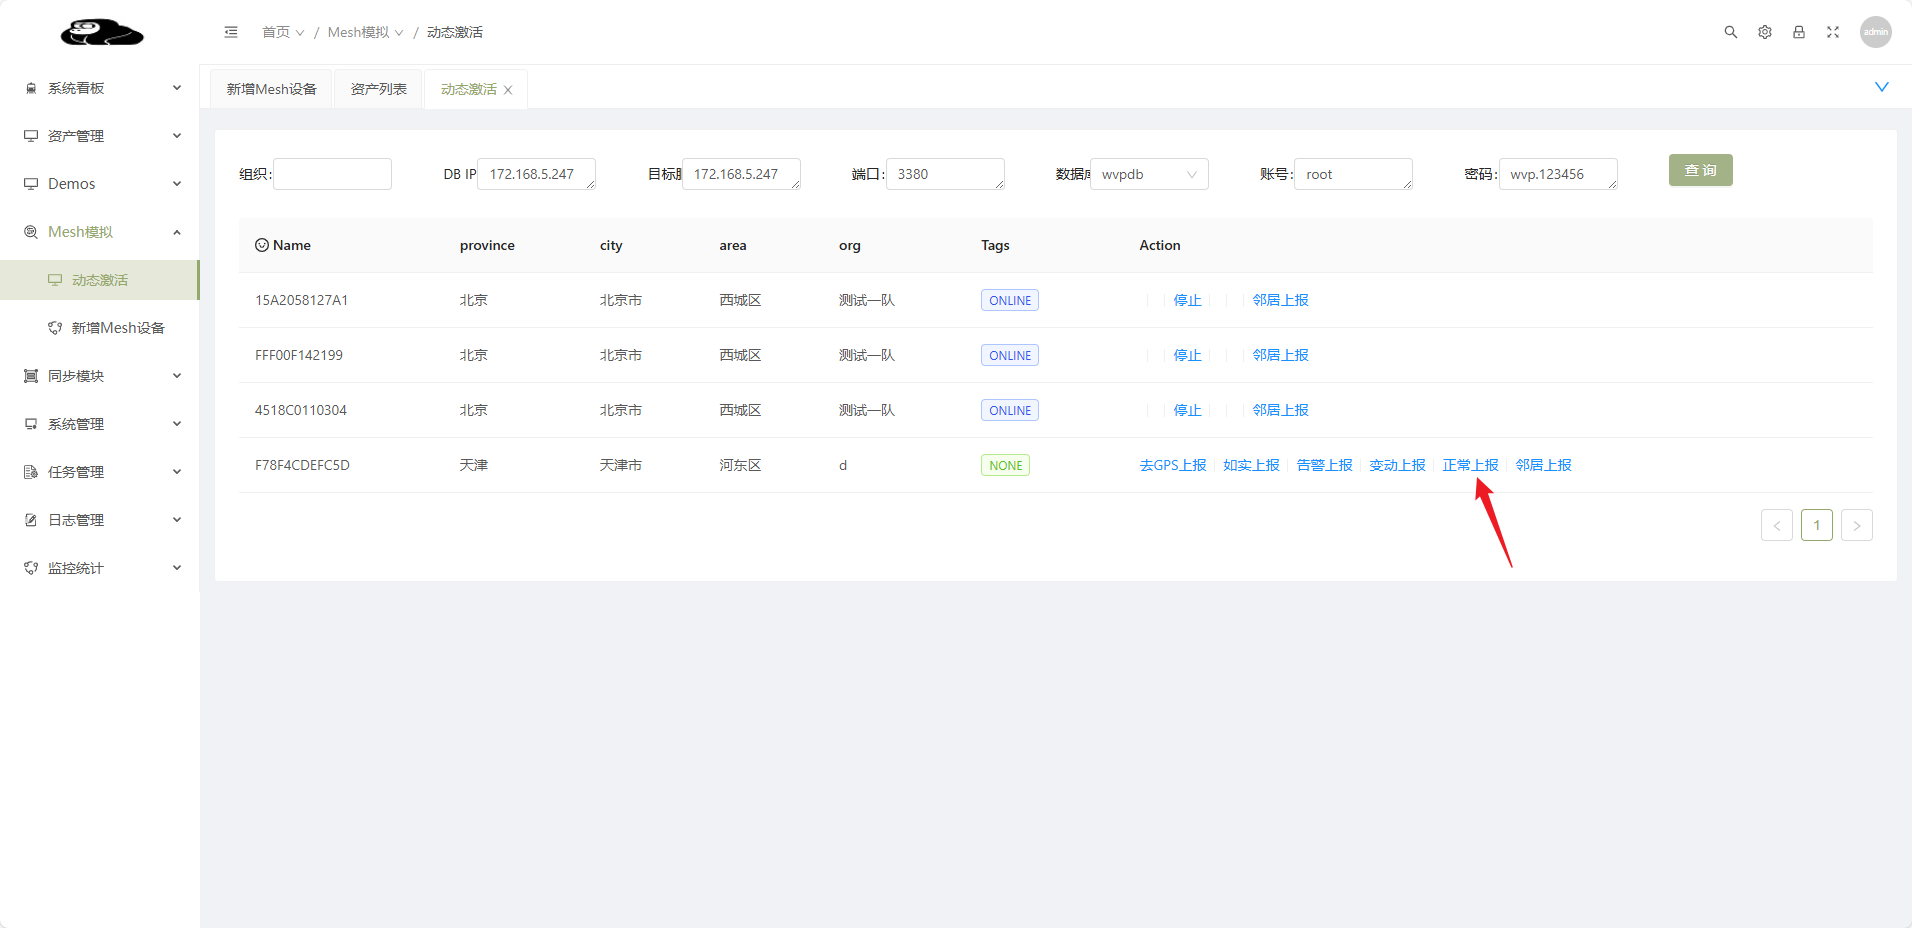 首页 / Mesh模拟 / 动态激活
admin
系统看板
资产管理
Demos
Mesh模拟
动态激活
新增Mesh设备
同步模块
系统管理
任务管理
日志管理
监控统计
新增Mesh设备 资产列表 动态激活
组织: DB IP 172.168.5.247 目标服 172.168.5.247 端口: 3380 数据库 wvpdb 账号: root 密码: wvp.123456 查 询
Name province city area org Tags Action
15A2058127A1 北京 北京市 西城区 测试一队 ONLINE 停止 邻居上报
FFF00F142199 北京 北京市 西城区 测试一队 ONLINE 停止 邻居上报
4518C0110304 北京 北京市 西城区 测试一队 ONLINE 停止 邻居上报
F78F4CDEFC5D 天津 天津市 河东区 d NONE 去GPS上报 如实上报 告警上报 变动上报 正常上报 邻居上报
< 1 >